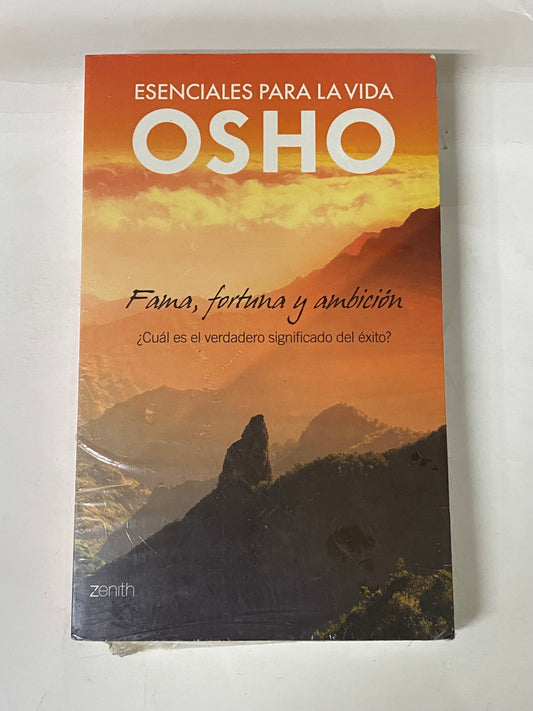 ESENCIALES PARA LA VIDA
OSHO
Fama, fortuna y ambición
¿Cuál es el verdadero significado del éxito?
zenith